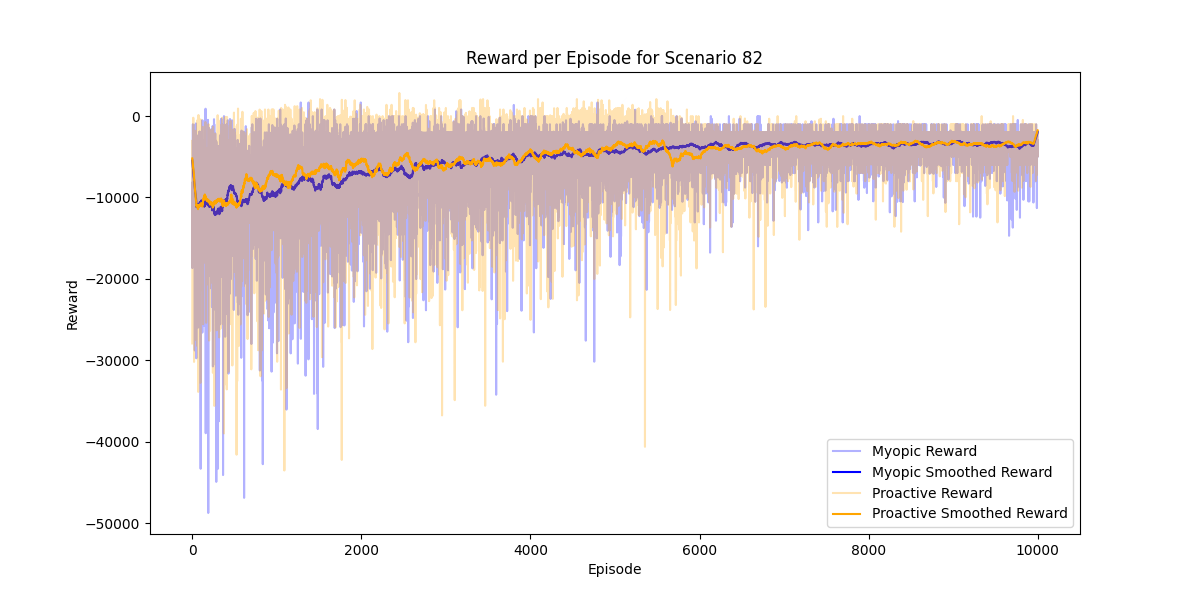 Reward per Episode for Scenario 82
Reward
0
−10000
−20000
−30000
−40000
−50000
0 2000 4000 6000 8000 10000
Episode
Myopic Reward
Myopic Smoothed Reward
Proactive Reward
Proactive Smoothed Reward